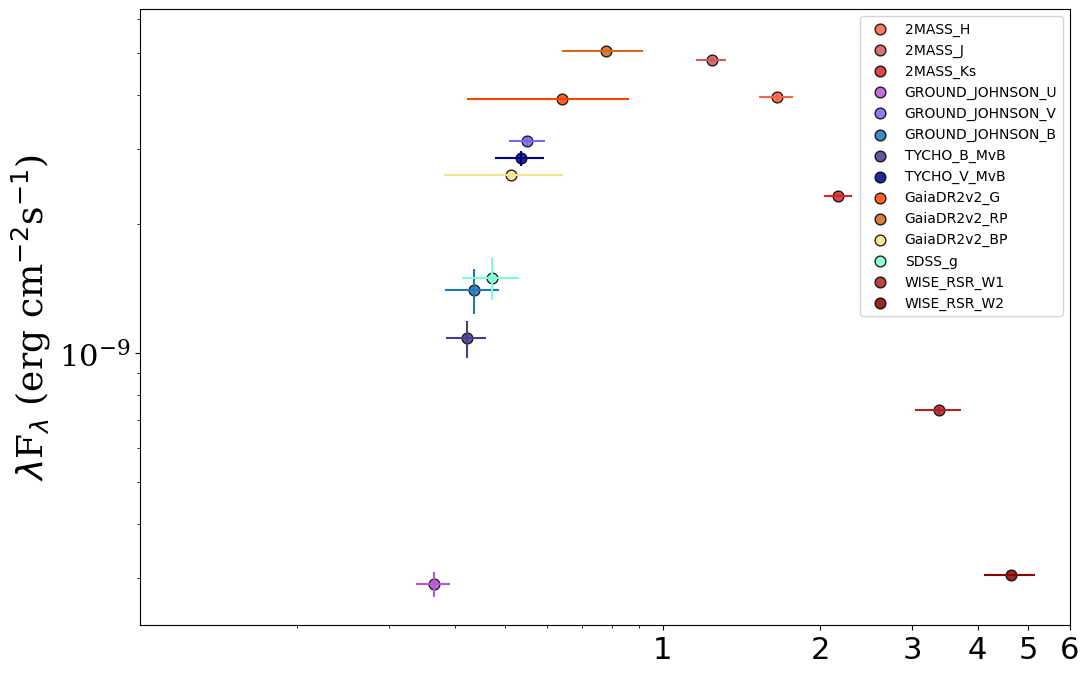 λF_λ (erg cm⁻²s⁻¹)
10⁻⁹
1 2 3 4 5 6
2MASS_H
2MASS_J
2MASS_Ks
GROUND_JOHNSON_U
GROUND_JOHNSON_V
GROUND_JOHNSON_B
TYCHO_B_MvB
TYCHO_V_MvB
GaiaDR2v2_G
GaiaDR2v2_RP
GaiaDR2v2_BP
SDSS_g
WISE_RSR_W1
WISE_RSR_W2